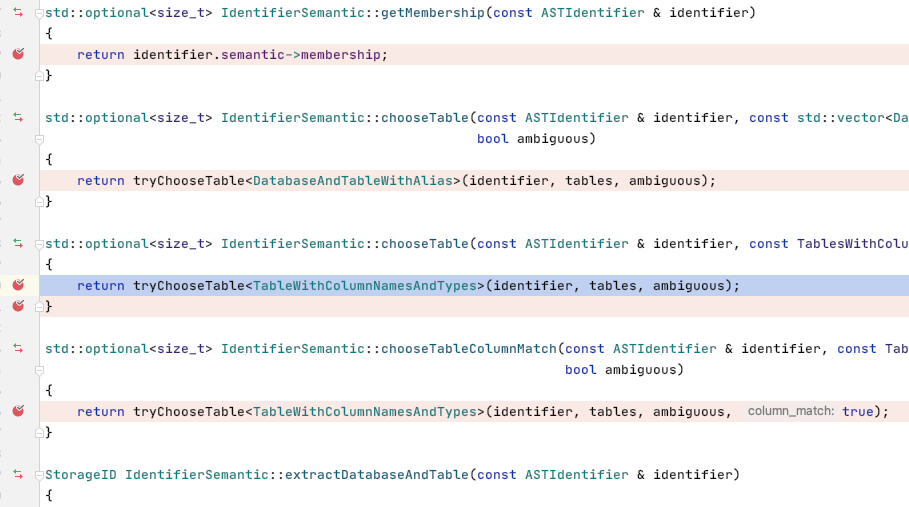 std::optional<size_t> IdentifierSemantic::getMembership(const ASTIdentifier & identifier)
{
    return identifier.semantic->membership;
}
std::optional<size_t> IdentifierSemantic::chooseTable(const ASTIdentifier & identifier, const std::vector<Da
bool ambiguous)
{
    return tryChooseTable<DatabaseAndTableWithAlias>(identifier, tables, ambiguous);
}
std::optional<size_t> IdentifierSemantic::chooseTable(const ASTIdentifier & identifier, const TablesWithColu
{
    return tryChooseTable<TableWithColumnNamesAndTypes>(identifier, tables, ambiguous);
}
std::optional<size_t> IdentifierSemantic::chooseTableColumnMatch(const ASTIdentifier & identifier, const Tab
bool ambiguous)
{
    return tryChooseTable<TableWithColumnNamesAndTypes>(identifier, tables, ambiguous, column_match: true);
}
StorageID IdentifierSemantic::extractDatabaseAndTable(const ASTIdentifier & identifier)
{